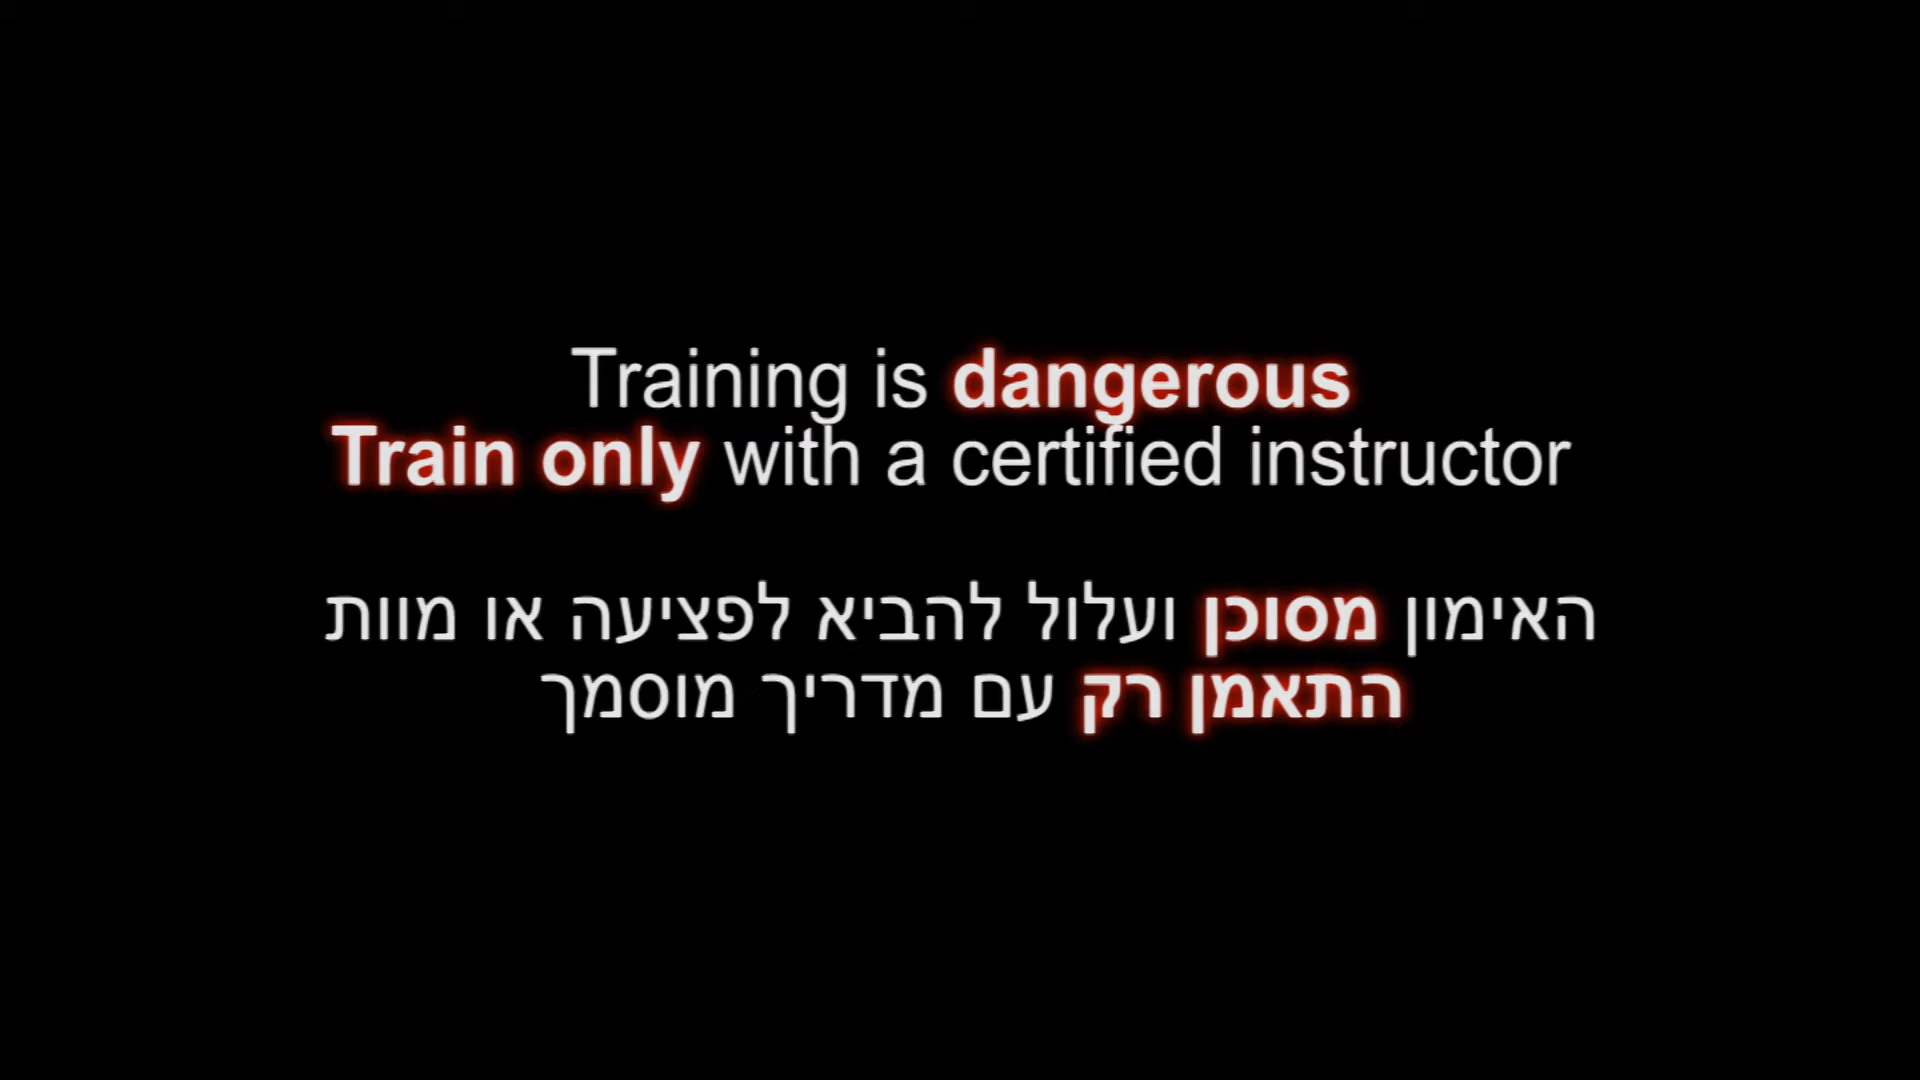 Training is dangerous
Train only with a certified instructor
האימון מסוכן ועלול להביא לפציעה או מוות
התאמן רק עם מדריך מוסמך